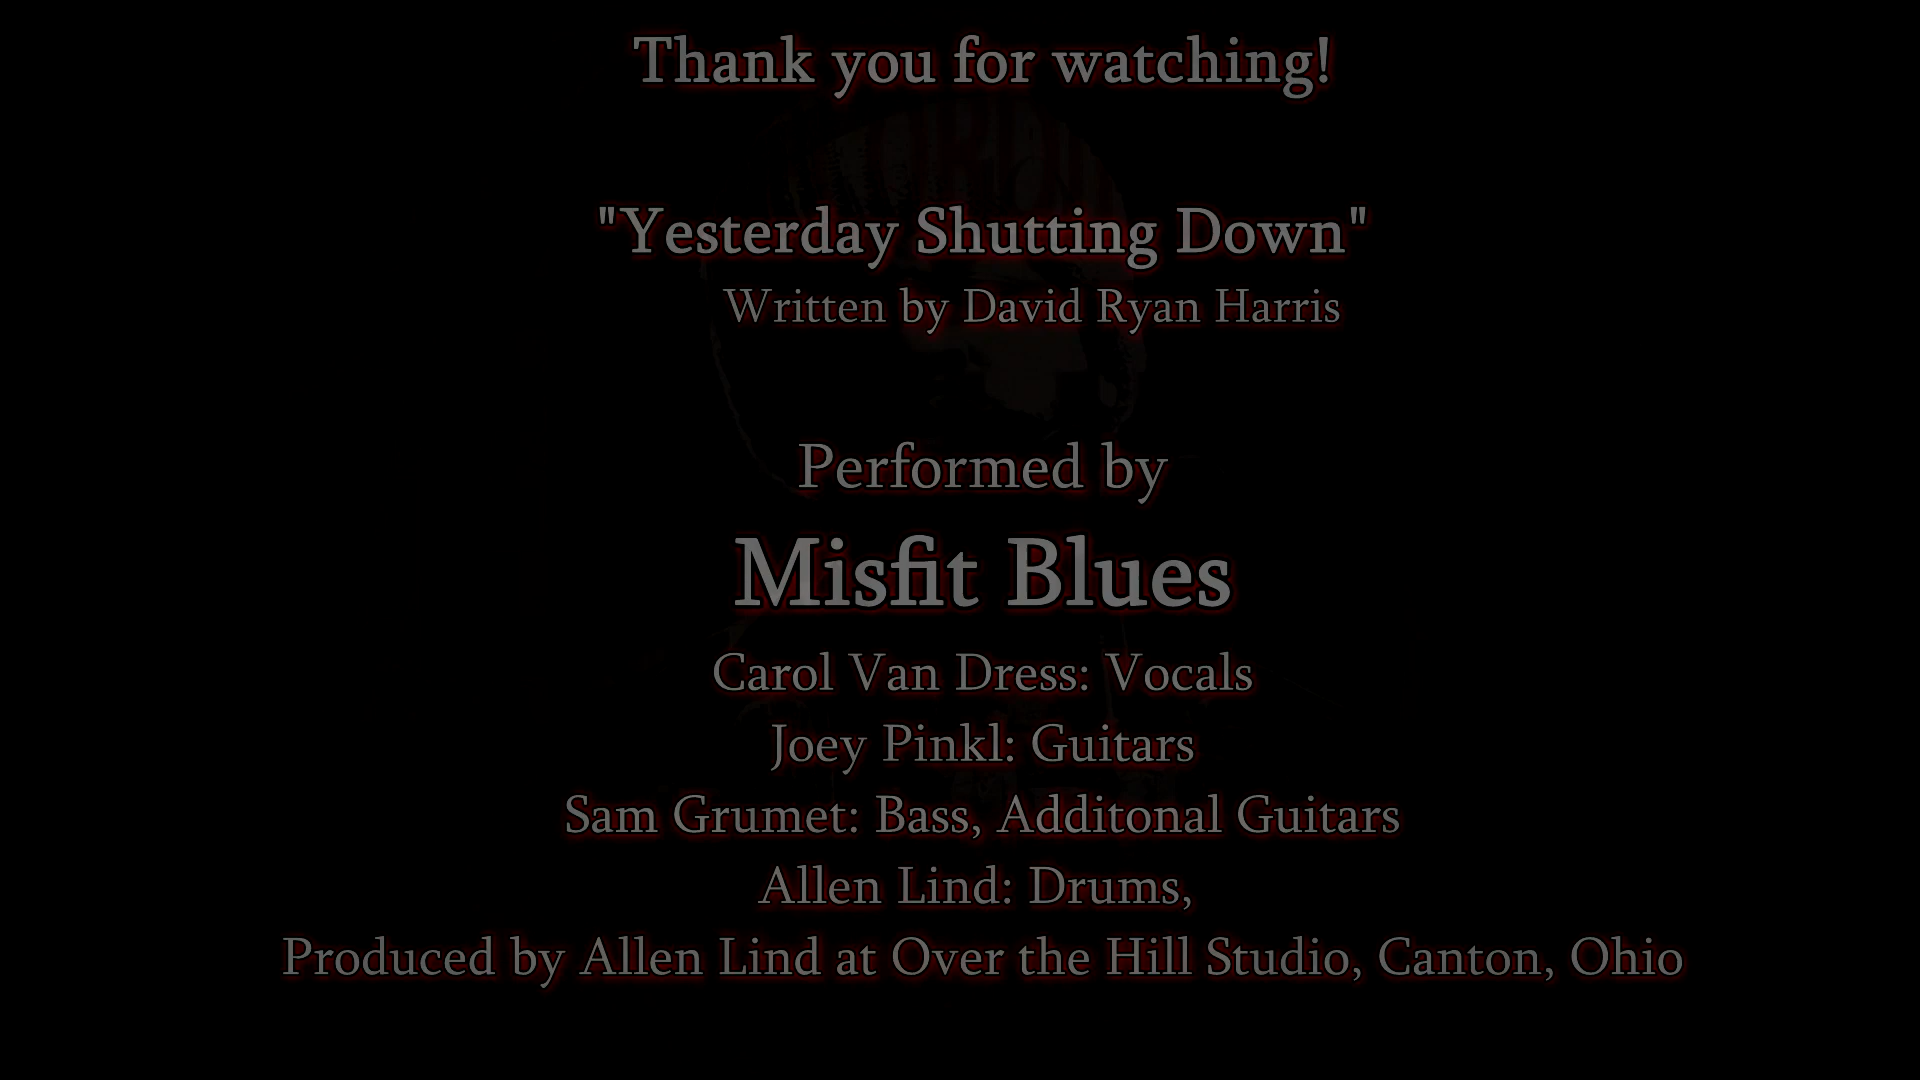 Thank you for watching!
"Yesterday Shutting Down"
Written by David Ryan Harris
Performed by
Misfit Blues
Carol Van Dress: Vocals
Joey Pinkl: Guitars
Sam Grumet: Bass, Additonal Guitars
Allen Lind: Drums,
Produced by Allen Lind at Over the Hill Studio, Canton, Ohio